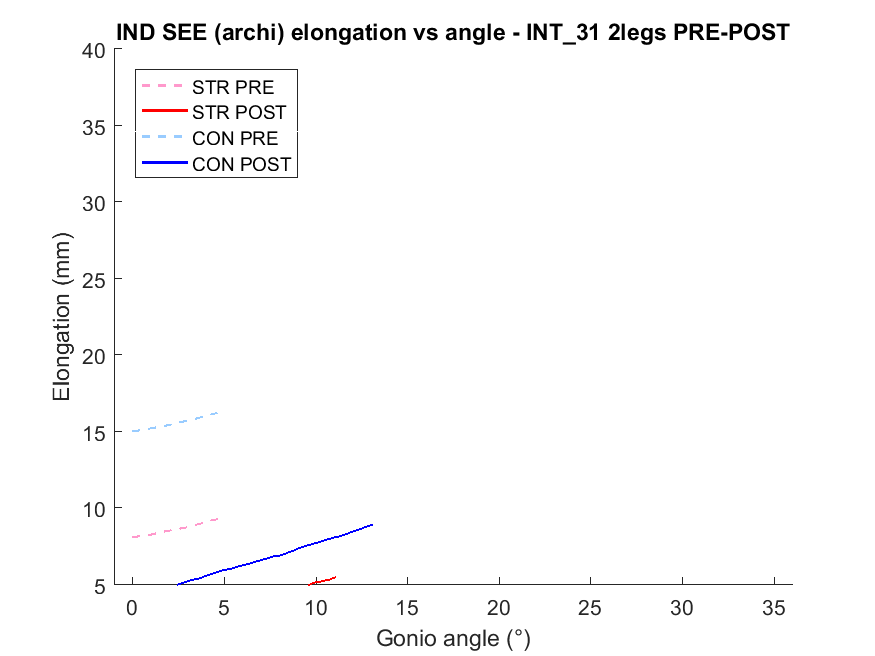 IND SEE (archi) elongation vs angle - INT_31 2legs PRE-POST
40
35
30
25
20
15
10
5
Elongation (mm)
STR PRE
STR POST
CON PRE
CON POST
0 5 10 15 20 25 30 35
Gonio angle (°)